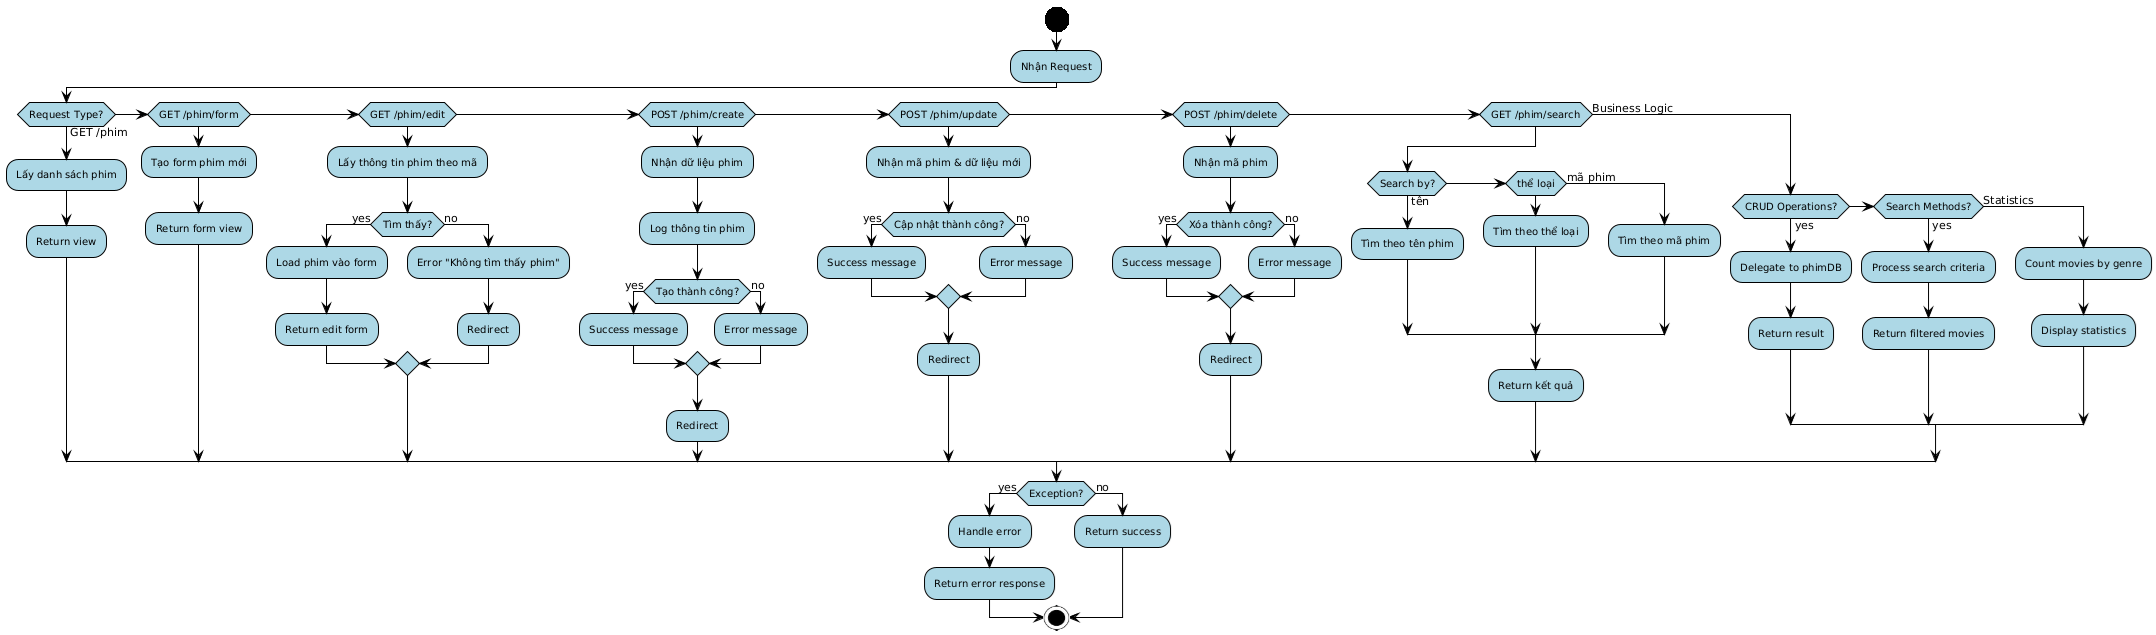 Nhận Request
Request Type?
GET /phim
Lấy danh sách phim
Return view
GET /phim/form
Tạo form phim mới
Return form view
GET /phim/edit
Lấy thông tin phim theo mã
yes
Tìm thấy?
no
Load phim vào form
Return edit form
Error "Không tìm thấy phim"
Redirect
POST /phim/create
Nhận dữ liệu phim
Log thông tin phim
yes
Tạo thành công?
no
Success message
Error message
Redirect
POST /phim/update
Nhận mã phim & dữ liệu mới
yes
Cập nhật thành công?
no
Success message
Error message
Redirect
POST /phim/delete
Nhận mã phim
yes
Xóa thành công?
no
Success message
Error message
Redirect
GET /phim/search
Search by?
tên
Tìm theo tên phim
thể loại
Tìm theo thể loại
mã phim
Tìm theo mã phim
Return kết quả
Business Logic
CRUD Operations?
yes
Delegate to phimDB
Return result
Search Methods?
yes
Process search criteria
Return filtered movies
Statistics
Count movies by genre
Display statistics
yes
Exception?
no
Handle error
Return error response
Return success